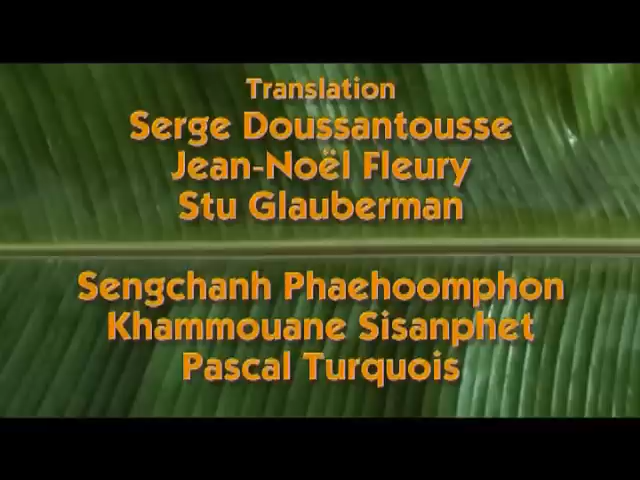 Translation
Serge Doussantousse
Jean-Noël Fleury
Stu Glauberman
Sengchanh Phaehoomphon
Khammouane Sisanphet
Pascal Turquois